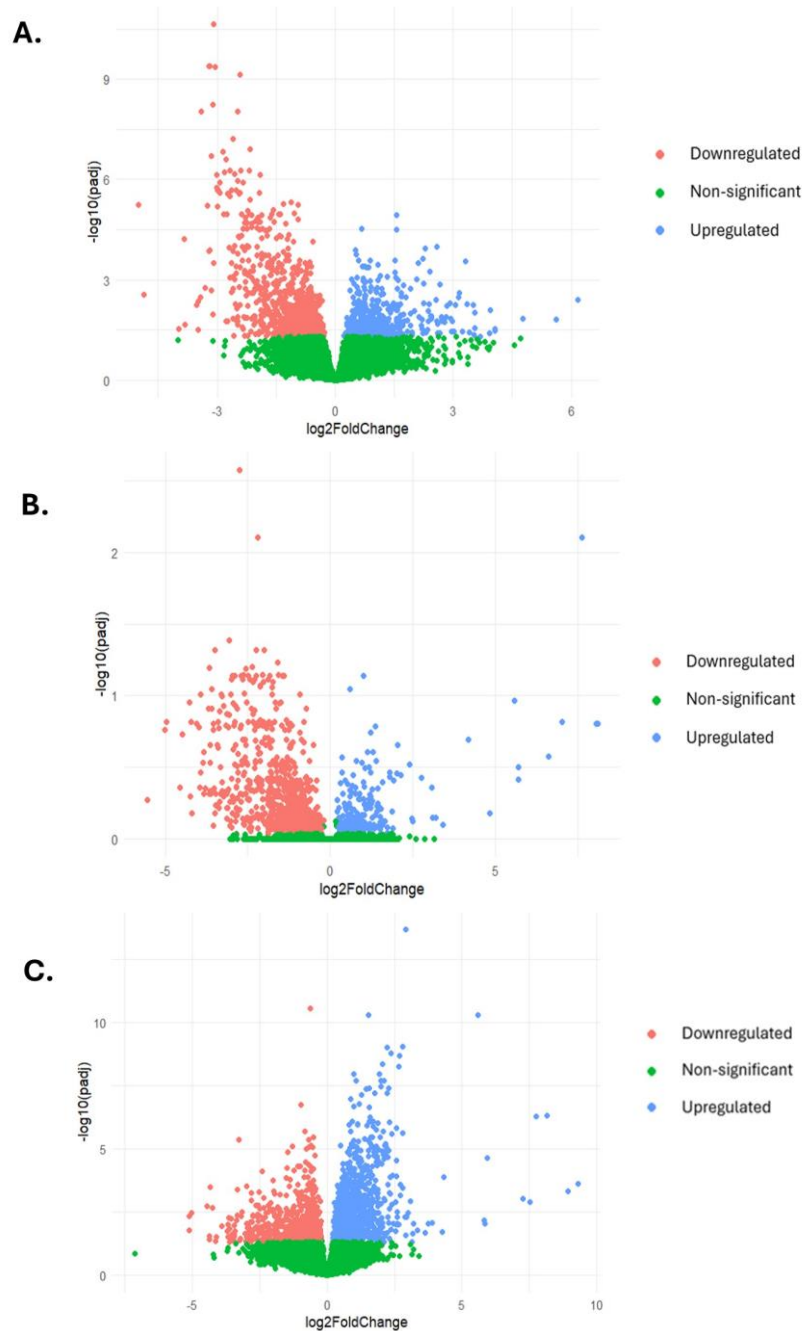 A.
-log10(padj)
9
6
3
0
-3
0
3
6
log2FoldChange
Downregulated
Non-significant
Upregulated
B.
-log10(padj)
2
1
0
-5
0
5
log2FoldChange
Downregulated
Non-significant
Upregulated
C.
-log10(padj)
10
5
0
-5
0
5
10
log2FoldChange
Downregulated
Non-significant
Upregulated